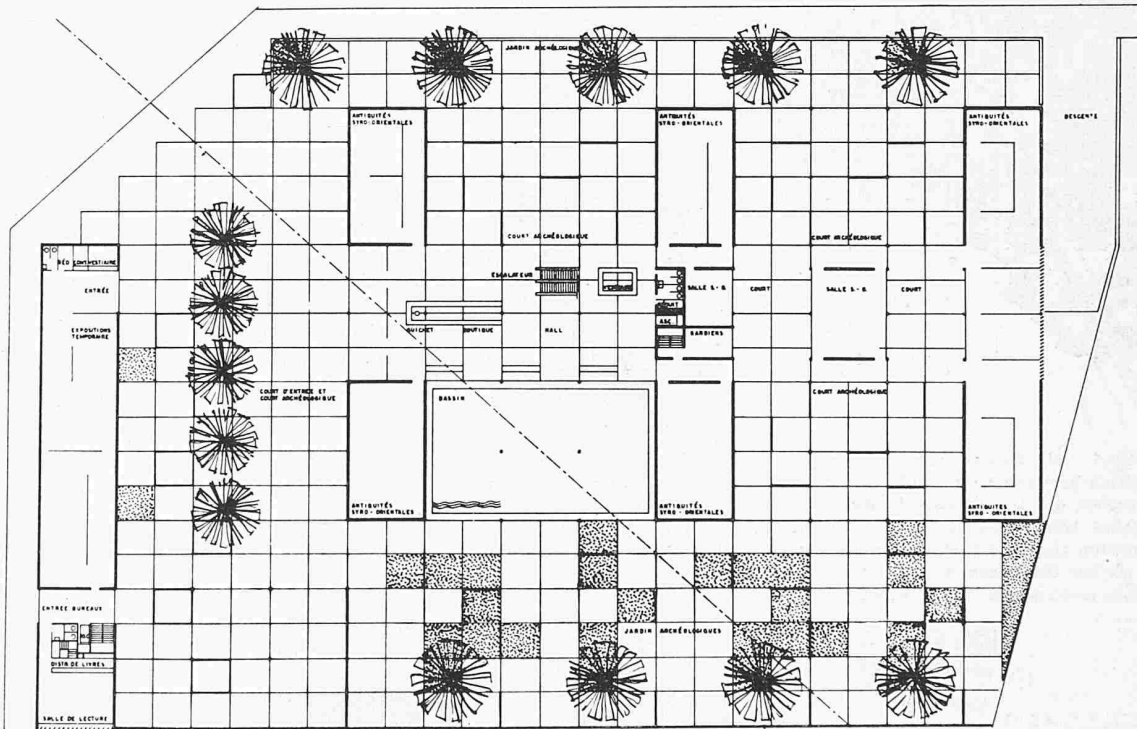 JARDIN ARCHÉOLOGIQUE
ANTIQUITÉS
SYRO-ORIENTALES
ANTIQUITÉS
SYRO-ORIENTALES
ANTIQUITÉS
SYRO-ORIENTALES
DESCENTE
COURT ARCHÉOLOGIQUE
COURT ARCHÉOLOGIQUE
VESTIAIRE
ENTRÉE
ESCALATEUR
SALLE S.-O.
COURT
SALLE S.-O.
COURT
EXPOSITIONS
TEMPORAIRE
GUICHET
BOUTIQUE
HALL
ASC.
GARDIENS
COURT D'ENTRÉE ET
COURT ARCHÉOLOGIQUE
BASSIN
COURT ARCHÉOLOGIQUE
ANTIQUITÉS
SYRO-ORIENTALES
ANTIQUITÉS
SYRO-ORIENTALES
ANTIQUITÉS
SYRO-ORIENTALES
ENTRÉE BUREAUX
JARDIN ARCHÉOLOGIQUES
DISTR. DE LIVRES
SALLE DE LECTURE